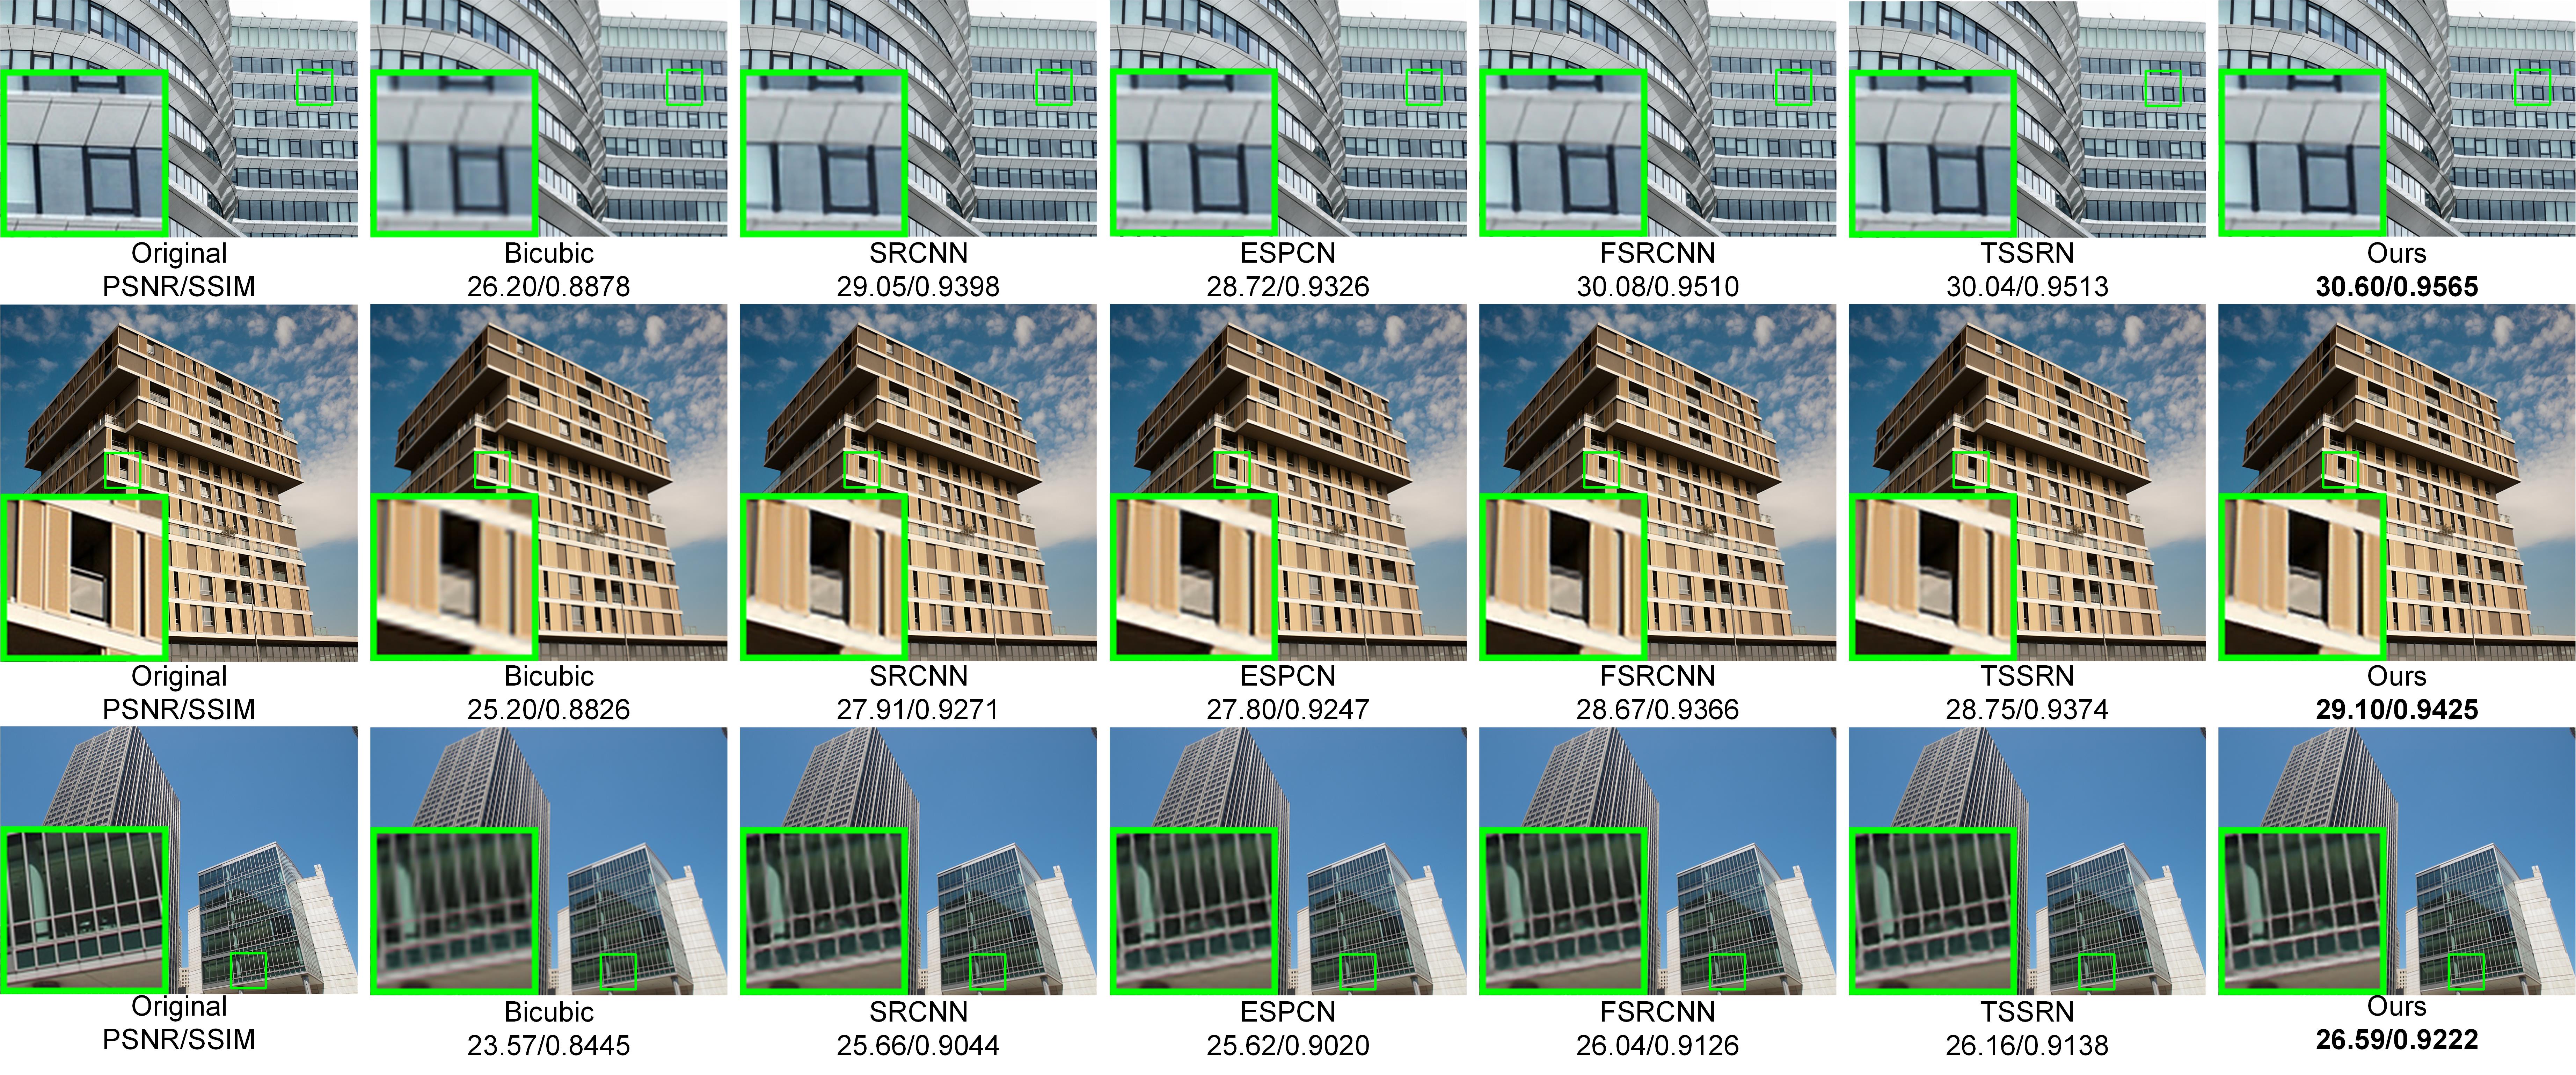 Original Bicubic SRCNN ESPCN FSRCNN TSSRN Ours
PSNR/SSIM 26.20/0.8878 29.05/0.9398 28.72/0.9326 30.08/0.9510 30.04/0.9513 30.60/0.9565
Original Bicubic SRCNN ESPCN FSRCNN TSSRN Ours
PSNR/SSIM 25.20/0.8826 27.91/0.9271 27.80/0.9247 28.67/0.9366 28.75/0.9374 29.10/0.9425
Original Bicubic SRCNN ESPCN FSRCNN TSSRN Ours
PSNR/SSIM 23.57/0.8445 25.66/0.9044 25.62/0.9020 26.04/0.9126 26.16/0.9138 26.59/0.9222